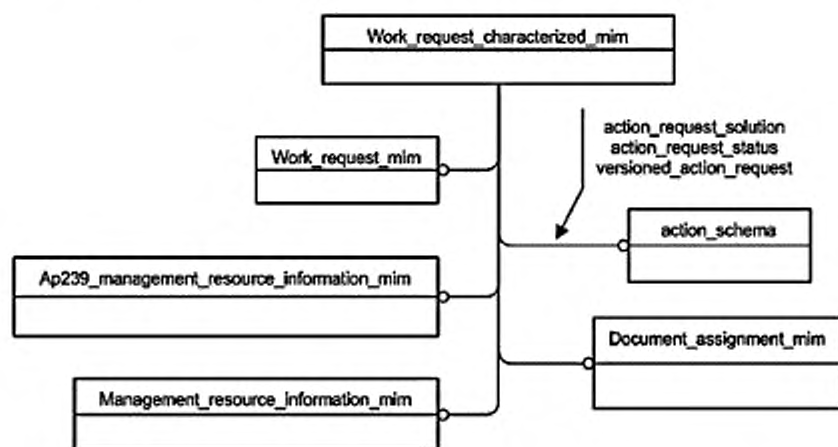 Work_request_characterized_mim
action_request_solution
action_request_status
versioned_action_request
Work_request_mim
action_schema
Ap239_management_resource_information_mim
Document_assignment_mim
Management_resource_information_mim